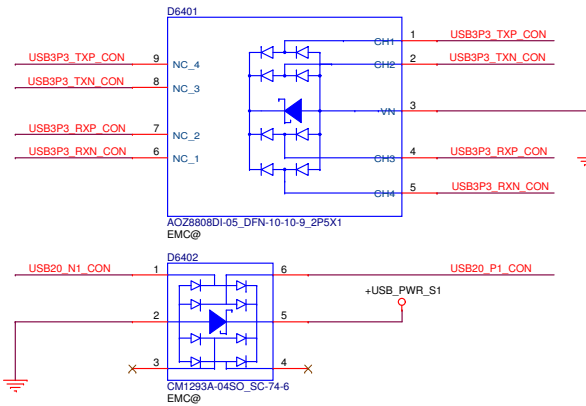 D6401
USB3P3_TXP_CON 9 NC_4 CH1 1 USB3P3_TXP_CON
USB3P3_TXN_CON 8 NC_3 CH2 2 USB3P3_TXN_CON
VN 3
USB3P3_RXP_CON 7 NC_2
USB3P3_RXN_CON 6 NC_1 CH3 4 USB3P3_RXP_CON
CH4 5 USB3P3_RXN_CON
AOZ8808DI-05_DFN-10-10-9_2P5X1
EMC@
D6402
USB20_N1_CON 1 6 USB20_P1_CON
+USB_PWR_S1
2 5
3 4
CM1293A-04SO_SC-74-6
EMC@